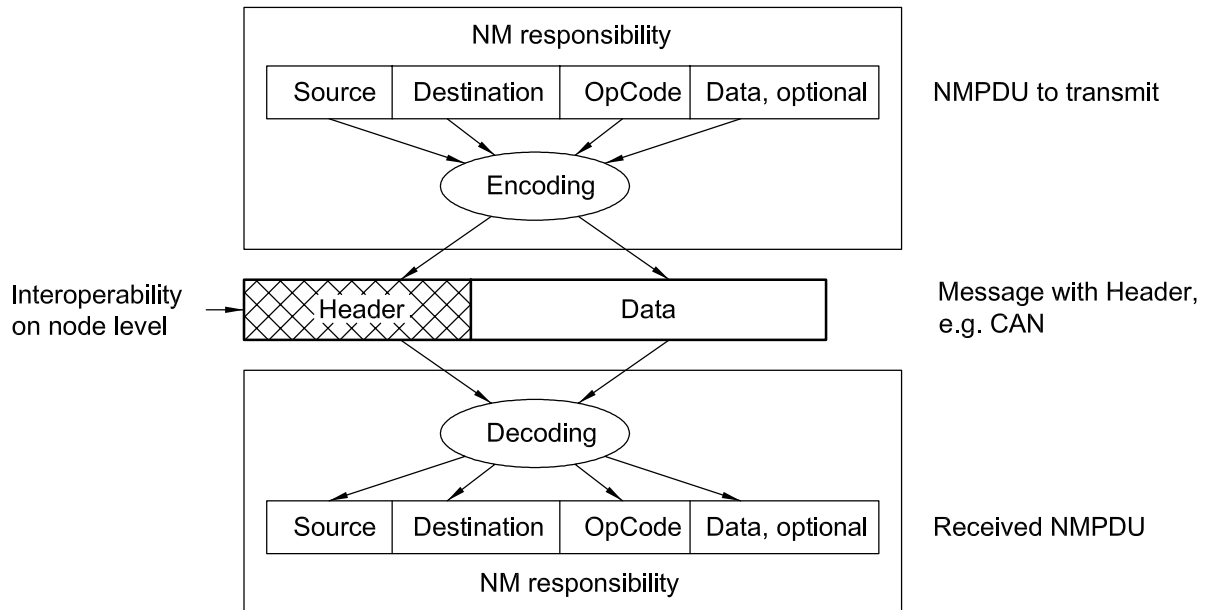 NM responsibility
Source Destination OpCode Data, optional
NMPDU to transmit
Encoding
Interoperability
on node level
Header
Data
Message with Header,
e.g. CAN
Decoding
Source Destination OpCode Data, optional
Received NMPDU
NM responsibility